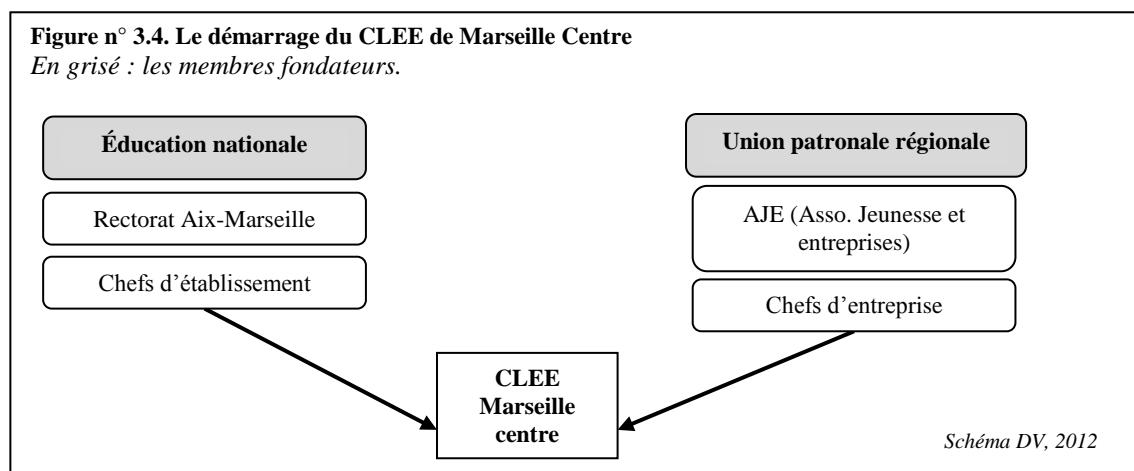 Figure n° 3.4. Le démarrage du CLEE de Marseille Centre
En grisé : les membres fondateurs.
Éducation nationale
Rectorat Aix-Marseille
Chefs d'établissement
Union patronale régionale
AJE (Asso. Jeunesse et
entreprises)
Chefs d'entreprise
CLEE
Marseille
centre
Schéma DV, 2012